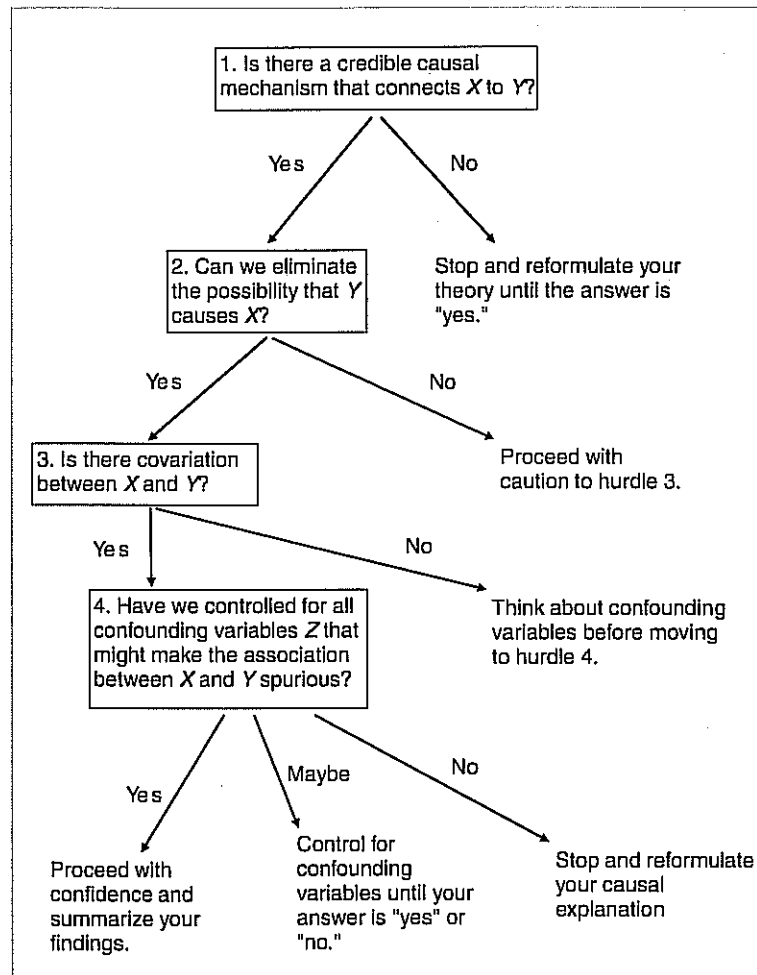 1. Is there a credible causal
mechanism that connects X to Y?
Yes
No
2. Can we eliminate
the possibility that Y
causes X?
Stop and reformulate your
theory until the answer is
"yes."
Yes
No
3. Is there covariation
between X and Y?
Proceed with
caution to hurdle 3.
Yes
No
4. Have we controlled for all
confounding variables Z that
might make the association
between X and Y spurious?
Think about confounding
variables before moving
to hurdle 4.
Yes
Maybe
No
Proceed with
confidence and
summarize your
findings.
Control for
confounding
variables until your
answer is "yes" or
"no."
Stop and reformulate
your causal
explanation